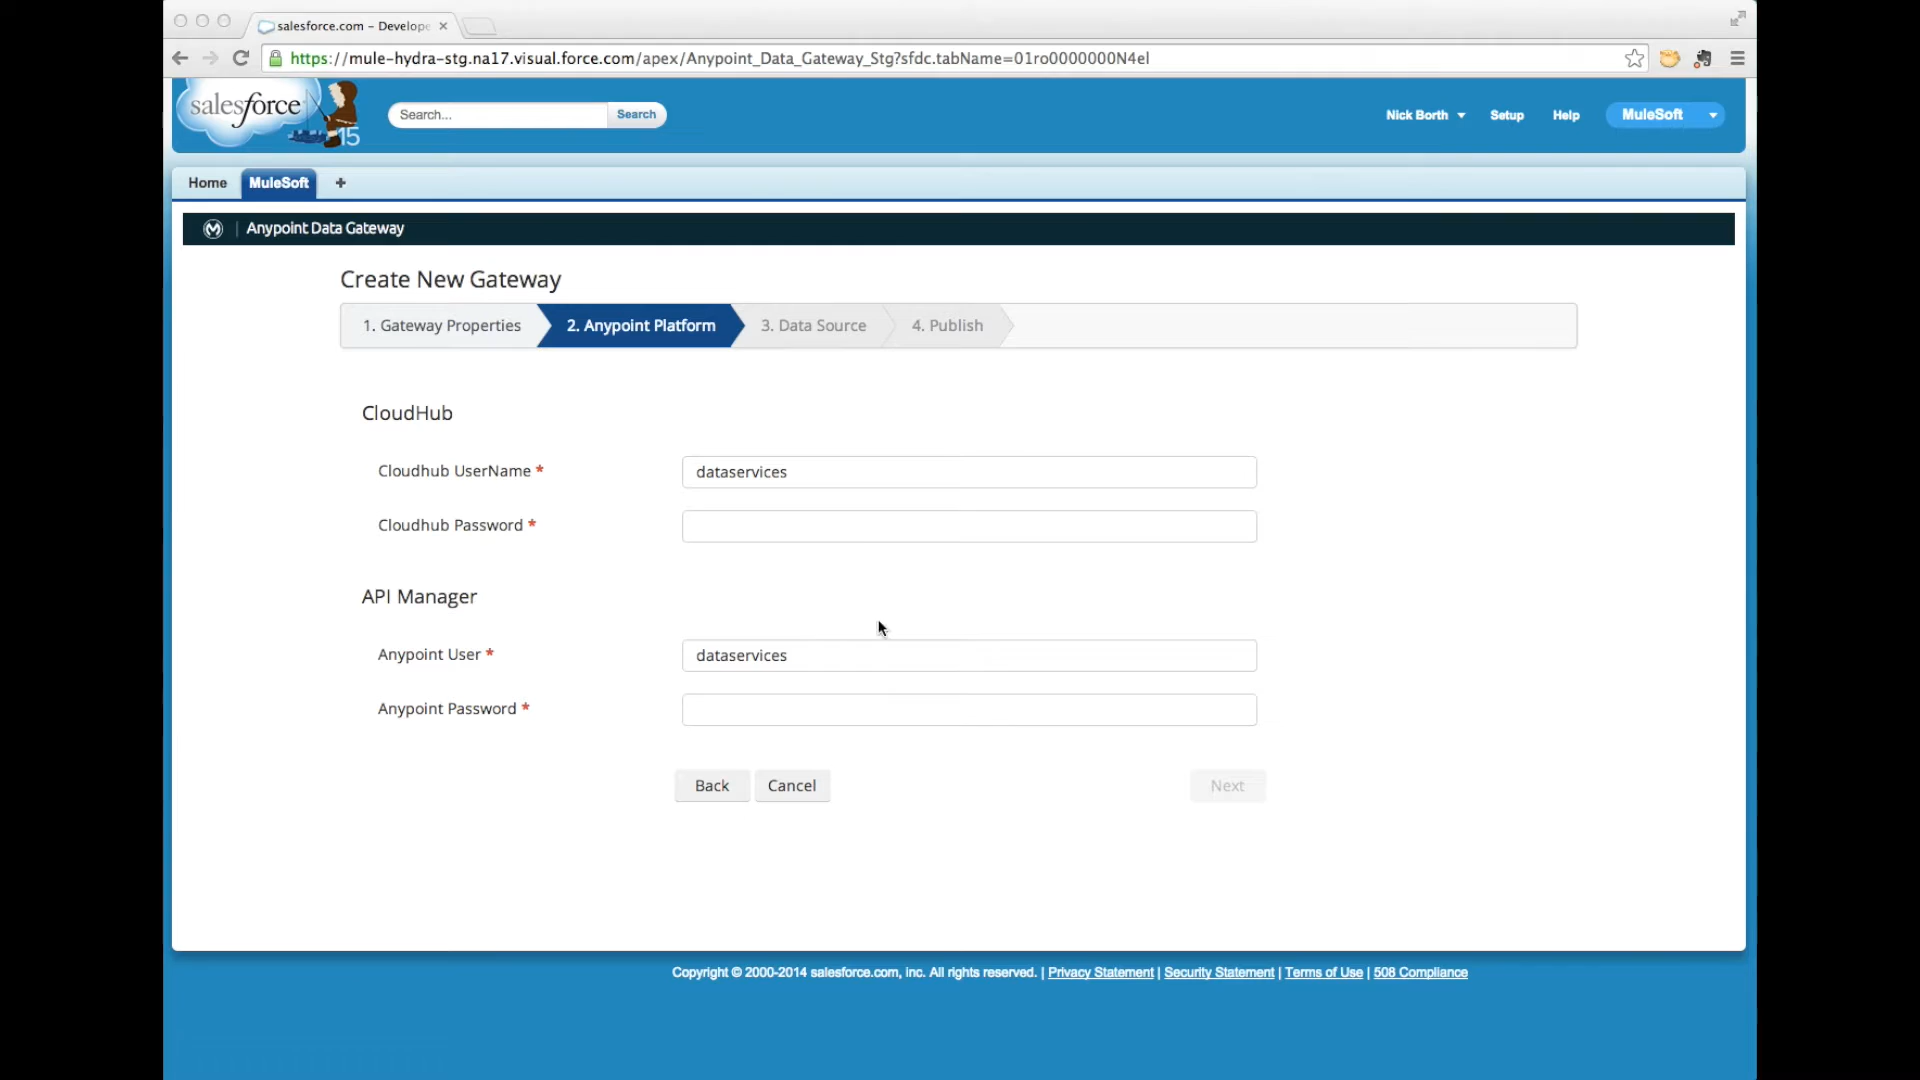 salesforce.com – Develope
https://mule-hydra-stg.na17.visual.force.com/apex/Anypoint_Data_Gateway_Stg?sfdc.tabName=01ro0000000N4el
salesforce
15
Search...
Search
Nick Borth
Setup
Help
MuleSoft
Home
MuleSoft
+
Anypoint Data Gateway
Create New Gateway
1. Gateway Properties
2. Anypoint Platform
3. Data Source
4. Publish
CloudHub
Cloudhub UserName *
dataservices
Cloudhub Password *
API Manager
Anypoint User *
dataservices
Anypoint Password *
Back
Cancel
Next
Copyright © 2000-2014 salesforce.com, inc. All rights reserved. | Privacy Statement | Security Statement | Terms of Use | 508 Compliance